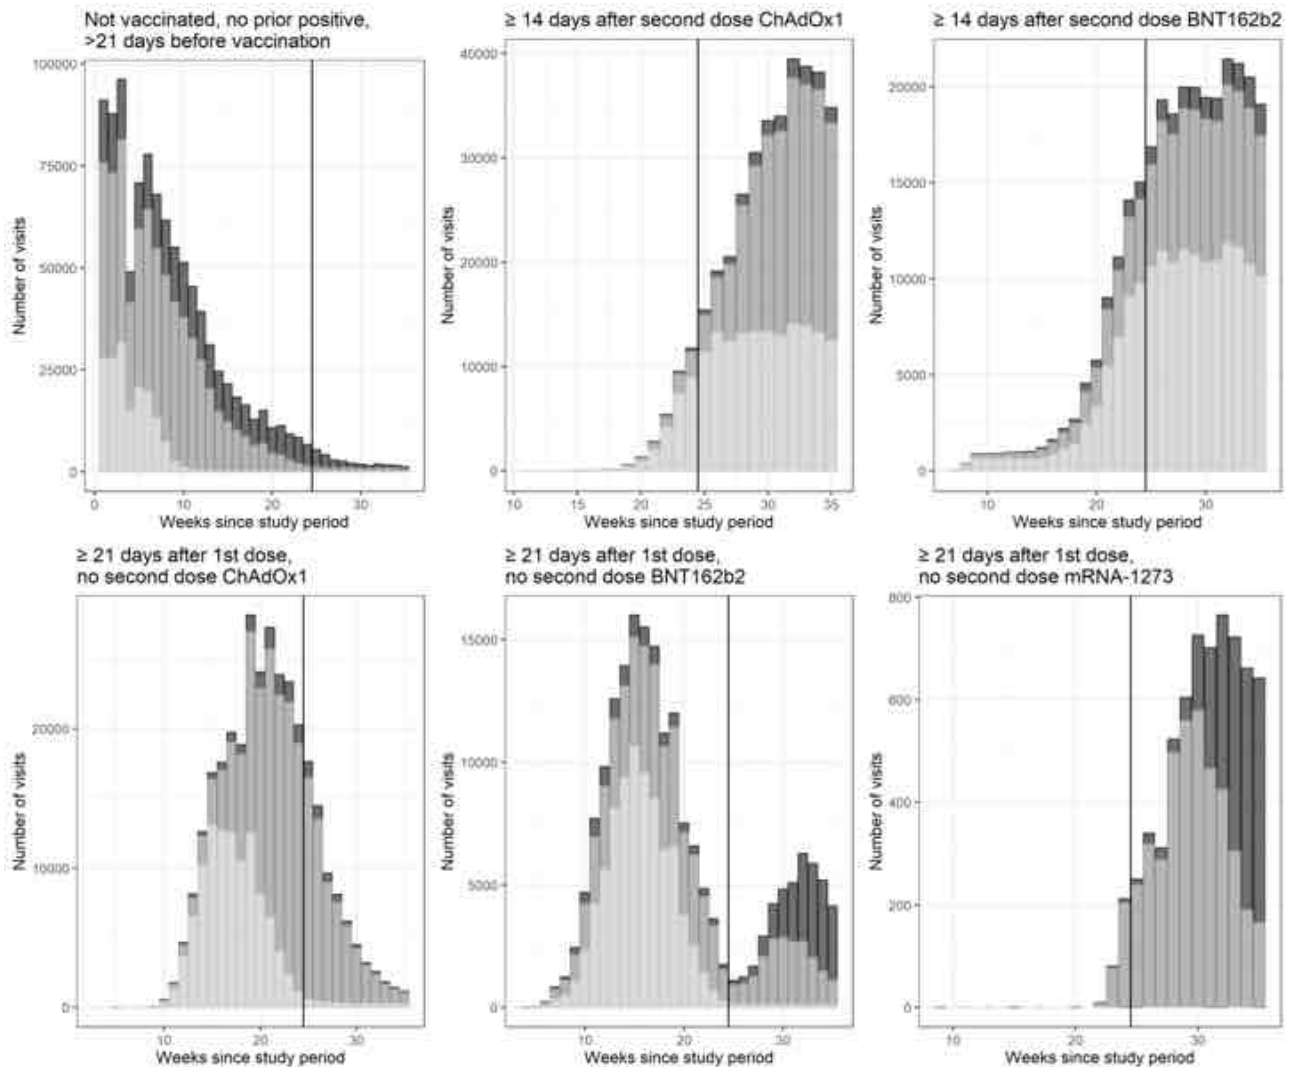 Not vaccinated, no prior positive,
>21 days before vaccination
100000
75000
50000
25000
0
Number of visits
0 10 20 30
Weeks since study period
≥ 14 days after second dose ChAdOx1
40000
30000
20000
10000
0
Number of visits
10 15 20 25 30 35
Weeks since study period
≥ 14 days after second dose BNT162b2
20000
15000
10000
5000
0
Number of visits
10 20 30
Weeks since study period
≥ 21 days after 1st dose,
no second dose ChAdOx1
20000
10000
0
Number of visits
10 20 30
Weeks since study period
≥ 21 days after 1st dose,
no second dose BNT162b2
15000
10000
5000
0
Number of visits
10 20 30
Weeks since study period
≥ 21 days after 1st dose,
no second dose mRNA-1273
800
600
400
200
0
Number of visits
10 20 30
Weeks since study period